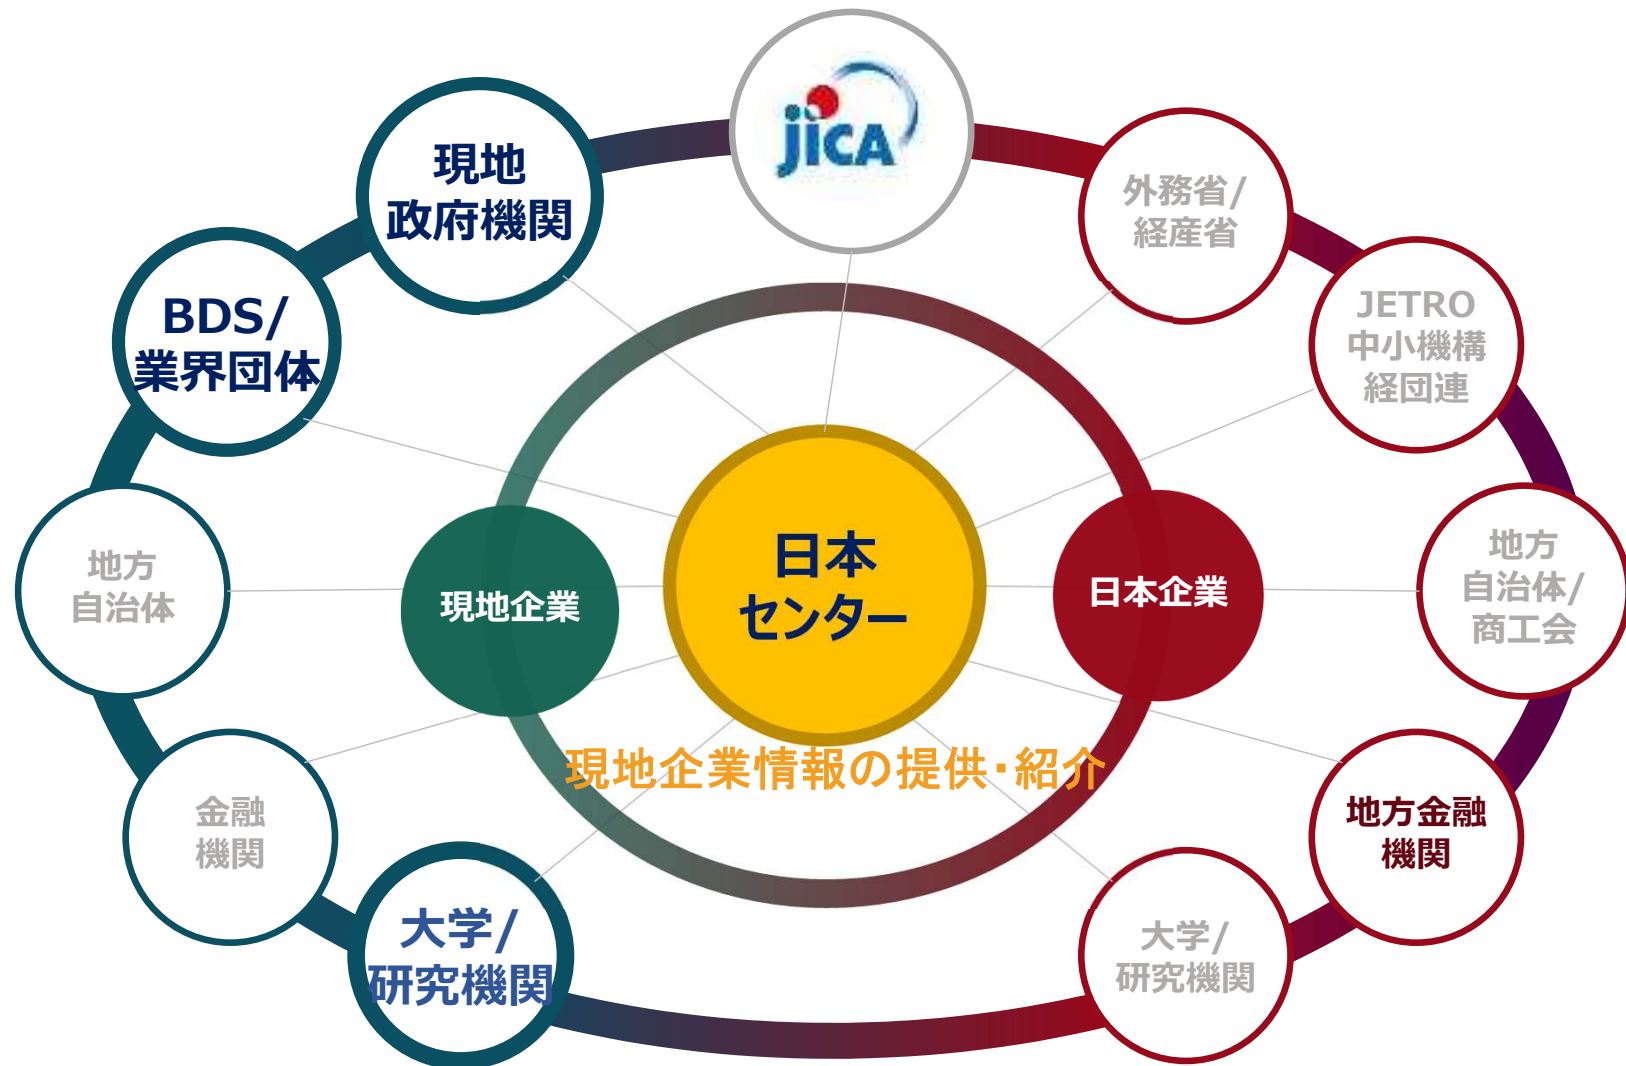 jiCA
現地
政府機関
外務省/
経産省
BDS/
業界団体
JETRO
中小機構
経団連
地方
自治体
現地企業
日本
センター
日本企業
地方
自治体/
商工会
現地企業情報の提供・紹介
金融
機関
地方金融
機関
大学/
研究機関
大学/
研究機関